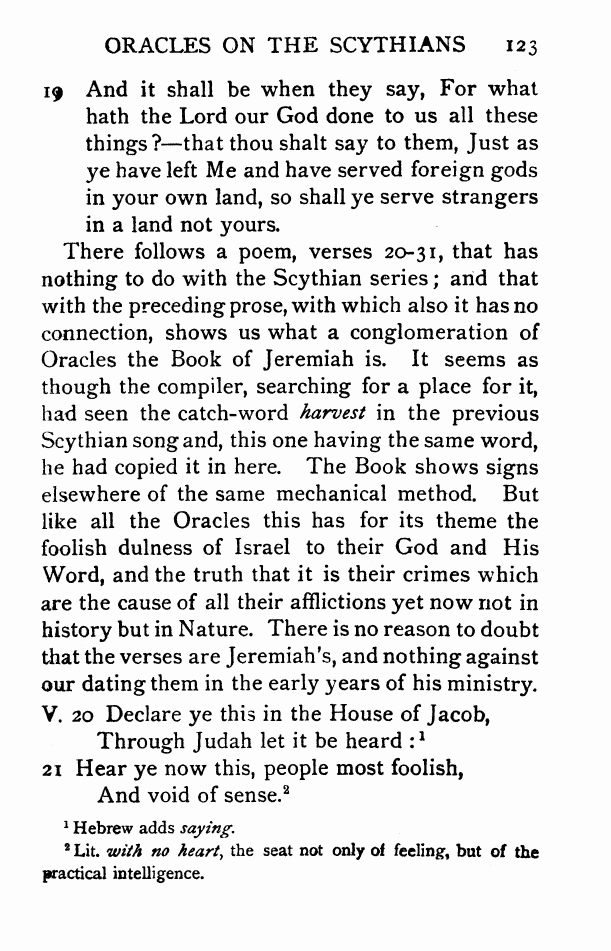 ORACLES ON THE SCYTHIANS 123
19 And it shall be when they say, For what
hath the Lord our God done to us all these
things ?—that thou shalt say to them, Just as
ye have left Me and have served foreign gods
in your own land, so shall ye serve strangers
in a land not yours.
There follows a poem, verses 20-31, that has
nothing to do with the Scythian series; and that
with the preceding prose, with which also it has no
connection, shows us what a conglomeration of
Oracles the Book of Jeremiah is. It seems as
though the compiler, searching for a place for it,
had seen the catch-word harvest in the previous
Scythian song and, this one having the same word,
he had copied it in here. The Book shows signs
elsewhere of the same mechanical method. But
like all the Oracles this has for its theme the
foolish dulness of Israel to their God and His
Word, and the truth that it is their crimes which
are the cause of all their afflictions yet now not in
history but in Nature. There is no reason to doubt
that the verses are Jeremiah's, and nothing against
our dating them in the early years of his ministry.
V. 20 Declare ye this in the House of Jacob,
Through Judah let it be heard :¹
21 Hear ye now this, people most foolish,
And void of sense.²
¹ Hebrew adds saying.
² Lit. with no heart, the seat not only of feeling, but of the
practical intelligence.